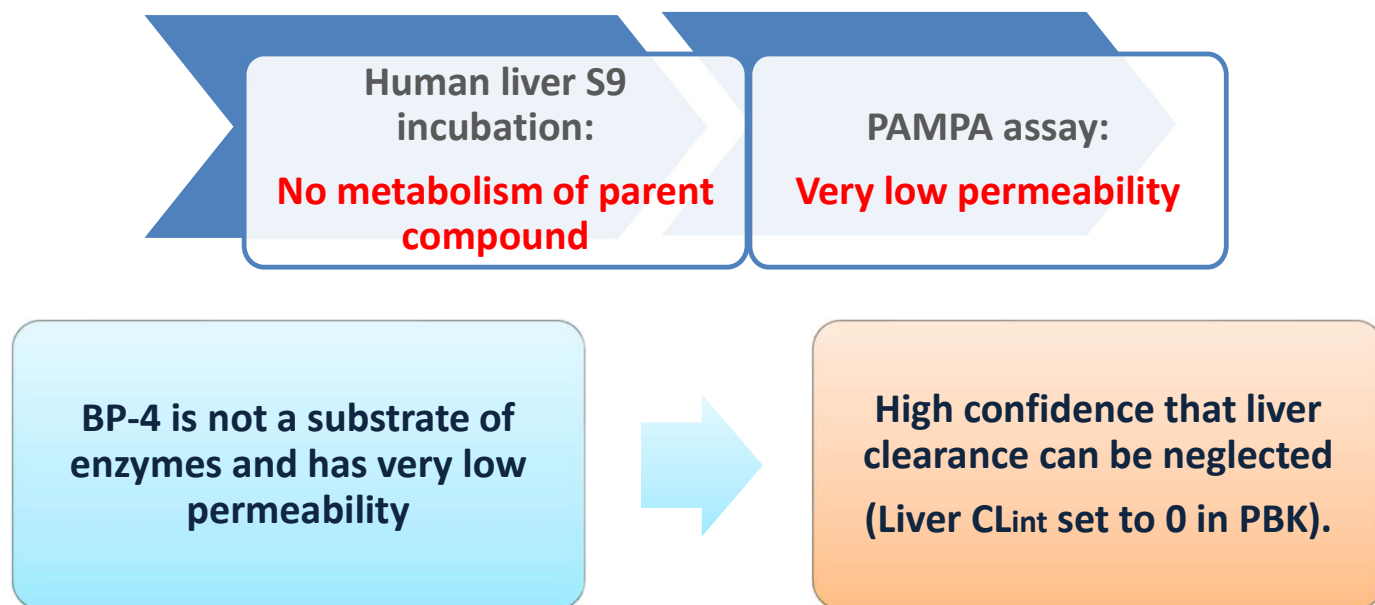 Human liver S9
incubation:
No metabolism of parent
compound
PAMPA assay:
Very low permeability
BP-4 is not a substrate of
enzymes and has very low
permeability
High confidence that liver
clearance can be neglected
(Liver CLint set to 0 in PBK).